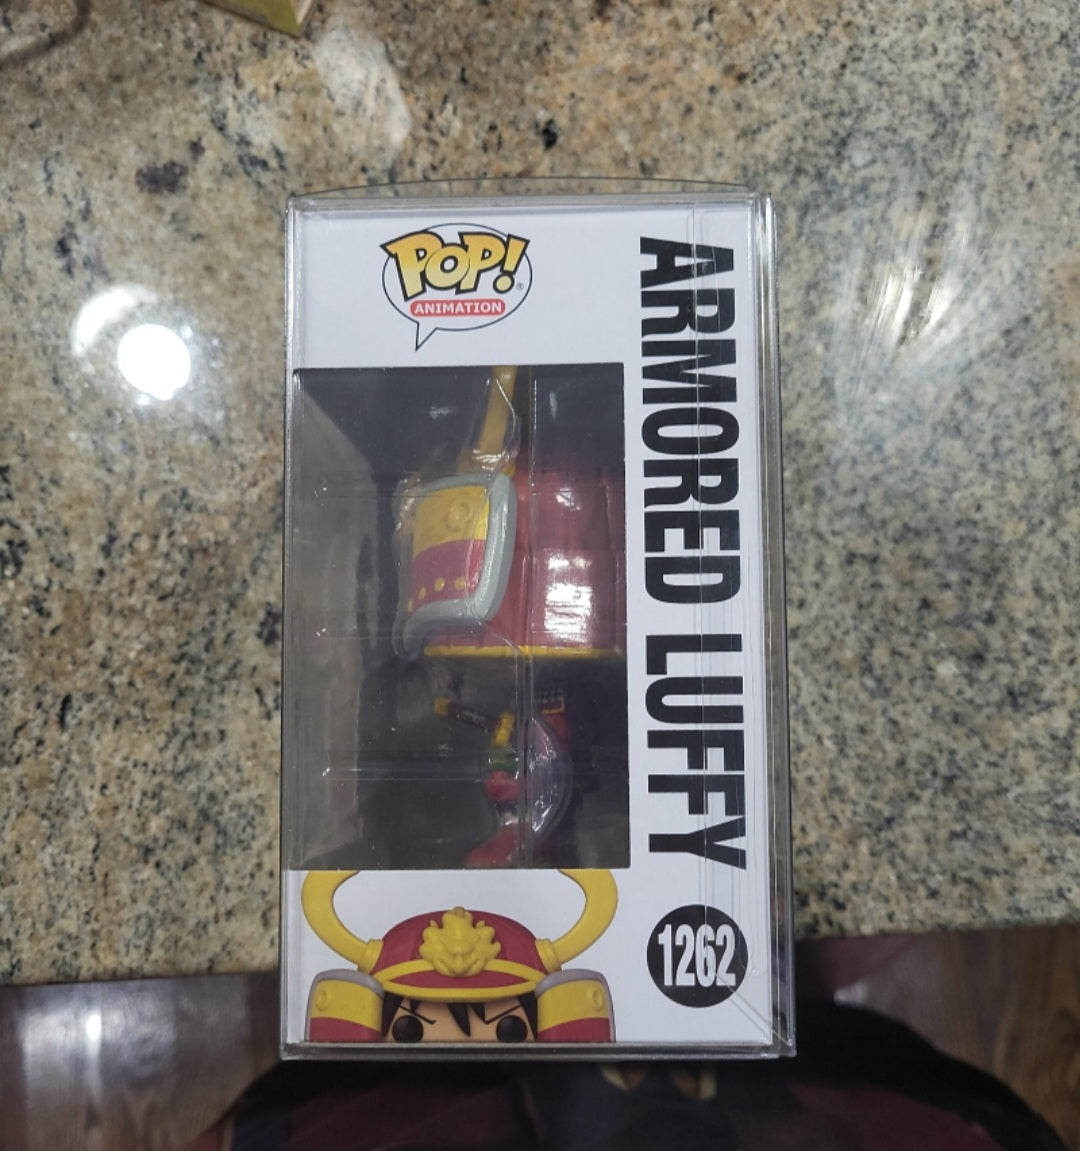 POP!
ANIMATION
ARMORED LUFFY
1262